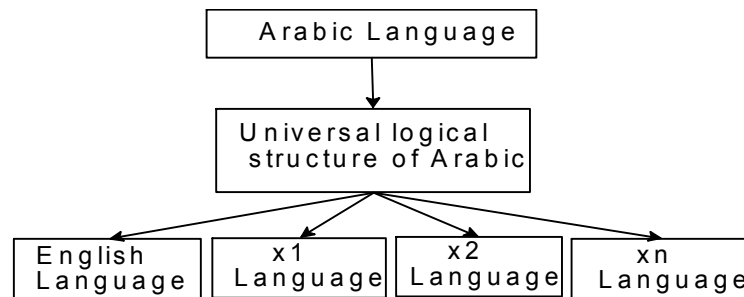 Arabic Language
Universal logical
structure of Arabic
English
Language
x1
Language
x2
Language
xn
Language